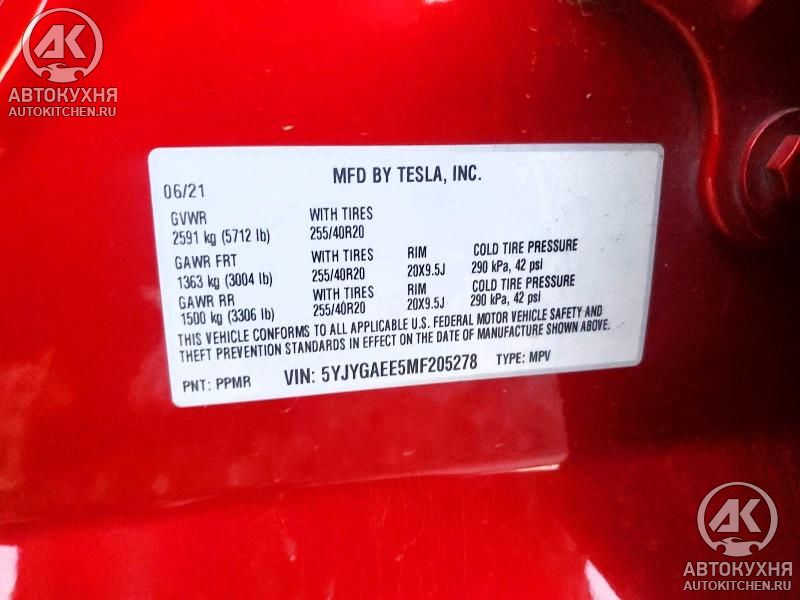 АК
АВТОКУХНЯ
AUTOKITCHEN.RU
MFD BY TESLA, INC.
06/21
GVWR WITH TIRES
2591 kg (5712 lb) 255/40R20
GAWR FRT WITH TIRES RIM COLD TIRE PRESSURE
1363 kg (3004 lb) 255/40R20 20X9.5J 290 kPa, 42 psi
GAWR RR WITH TIRES RIM COLD TIRE PRESSURE
1500 kg (3306 lb) 255/40R20 20X9.5J 290 kPa, 42 psi
THIS VEHICLE CONFORMS TO ALL APPLICABLE U.S. FEDERAL MOTOR VEHICLE SAFETY AND
THEFT PREVENTION STANDARDS IN EFFECT ON THE DATE OF MANUFACTURE SHOWN ABOVE.
PNT: PPMR VIN: 5YJYGAEE5MF205278 TYPE: MPV
АК
АВТОКУХНЯ
AUTOKITCHEN.RU